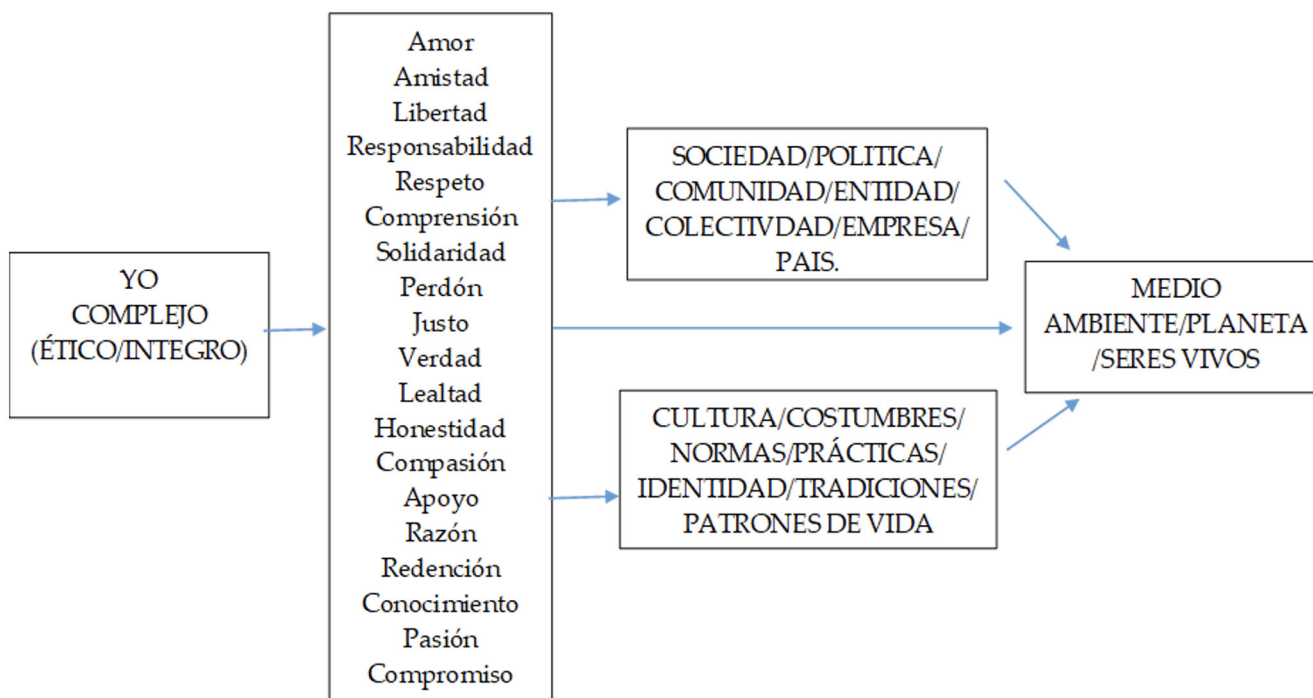 YO
COMPLEJO
(ÉTICO/INTEGRO)
Amor
Amistad
Libertad
Responsabilidad
Respeto
Comprensión
Solidaridad
Perdón
Justo
Verdad
Lealtad
Honestidad
Compasión
Apoyo
Razón
Redención
Conocimiento
Pasión
Compromiso
SOCIEDAD/POLITICA/
COMUNIDAD/ENTIDAD/
COLECTIVDAD/EMPRESA/
PAIS.
CULTURA/COSTUMBRES/
NORMAS/PRÁCTICAS/
IDENTIDAD/TRADICIONES/
PATRONES DE VIDA
MEDIO
AMBIENTE/PLANETA
/SERES VIVOS